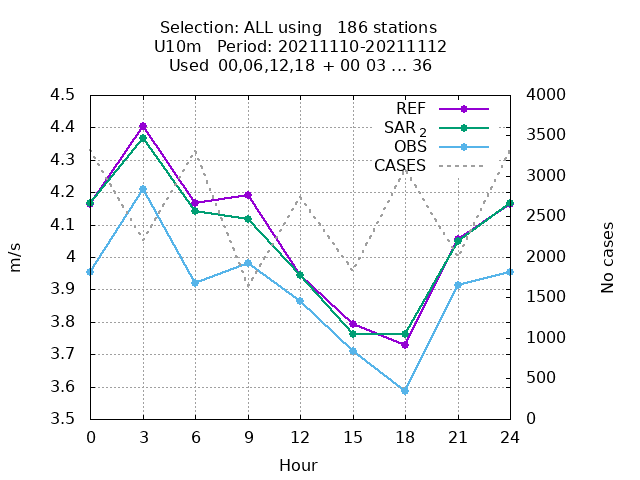 Selection: ALL using   186 stations
U10m   Period: 20211110-20211112
Used  00,06,12,18 + 00 03 ... 36
4.5
4.4
4.3
4.2
4.1
4
3.9
3.8
3.7
3.6
3.5
m/s
REF
SAR 2
OBS
CASES
4000
3500
3000
2500
2000
1500
1000
500
0
No cases
0 3 6 9 12 15 18 21 24
Hour